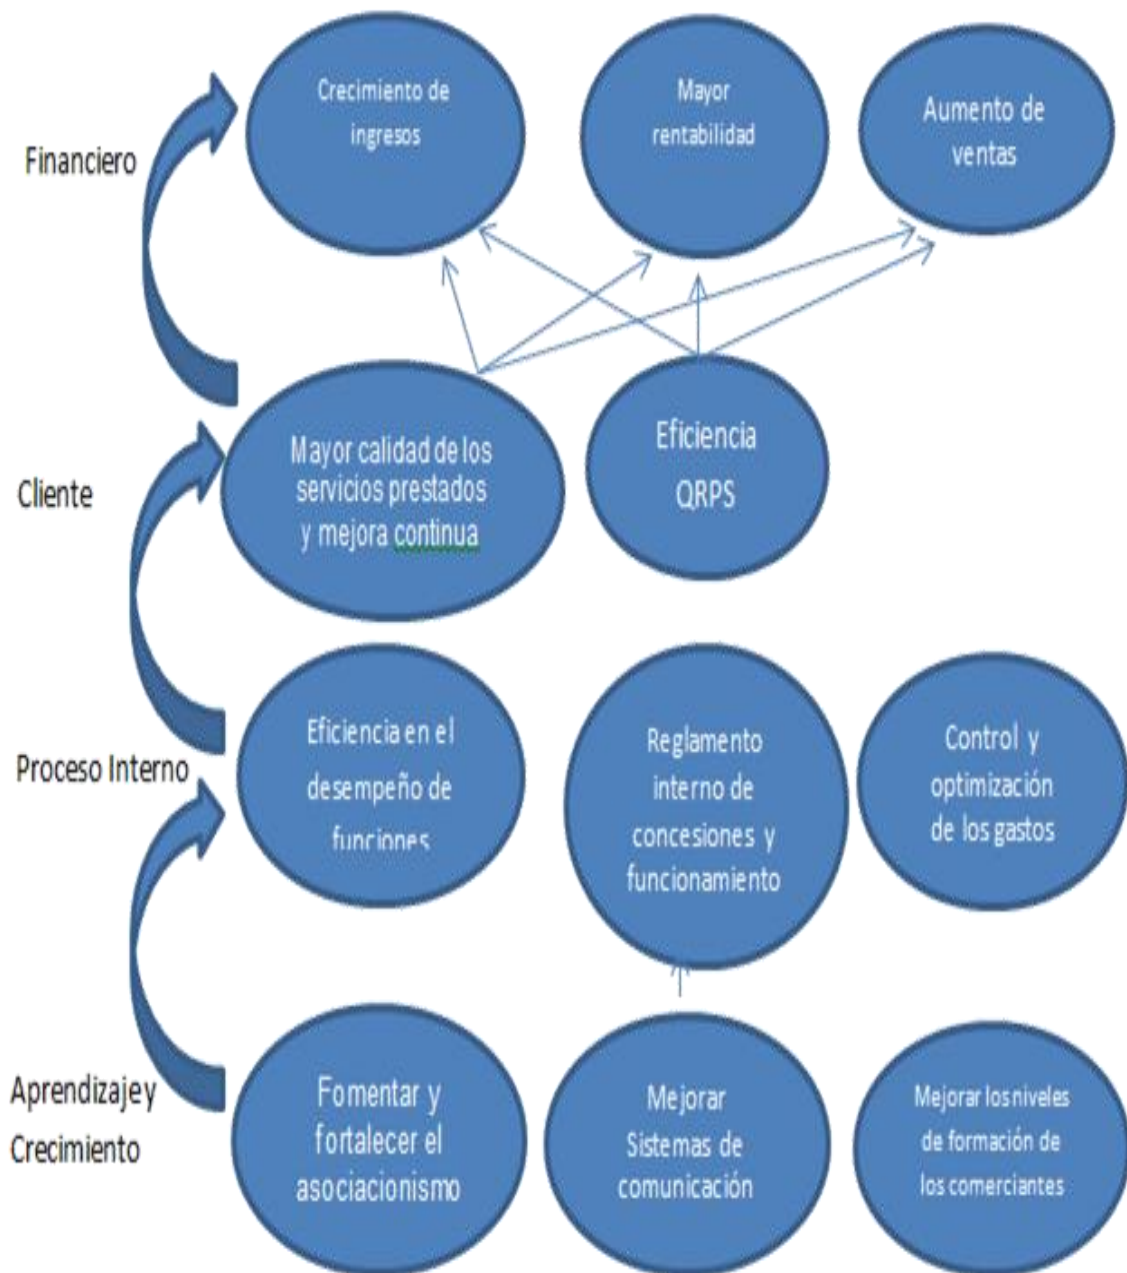 Financiero
Crecimiento de
ingresos
Mayor
rentabilidad
Aumento de
ventas
Cliente
Mayor calidad de los
servicios prestados
y mejora continua
Eficiencia
QRPS
Proceso Interno
Eficiencia en el
desempeño de
funciones
Reglamento
interno de
concesiones y
funcionamiento
Control y
optimización
de los gastos
Aprendizaje y
Crecimiento
Fomentar y
fortalecer el
asociacionismo
Mejorar
Sistemas de
comunicación
Mejorar los niveles
de formación de
los comerciantes